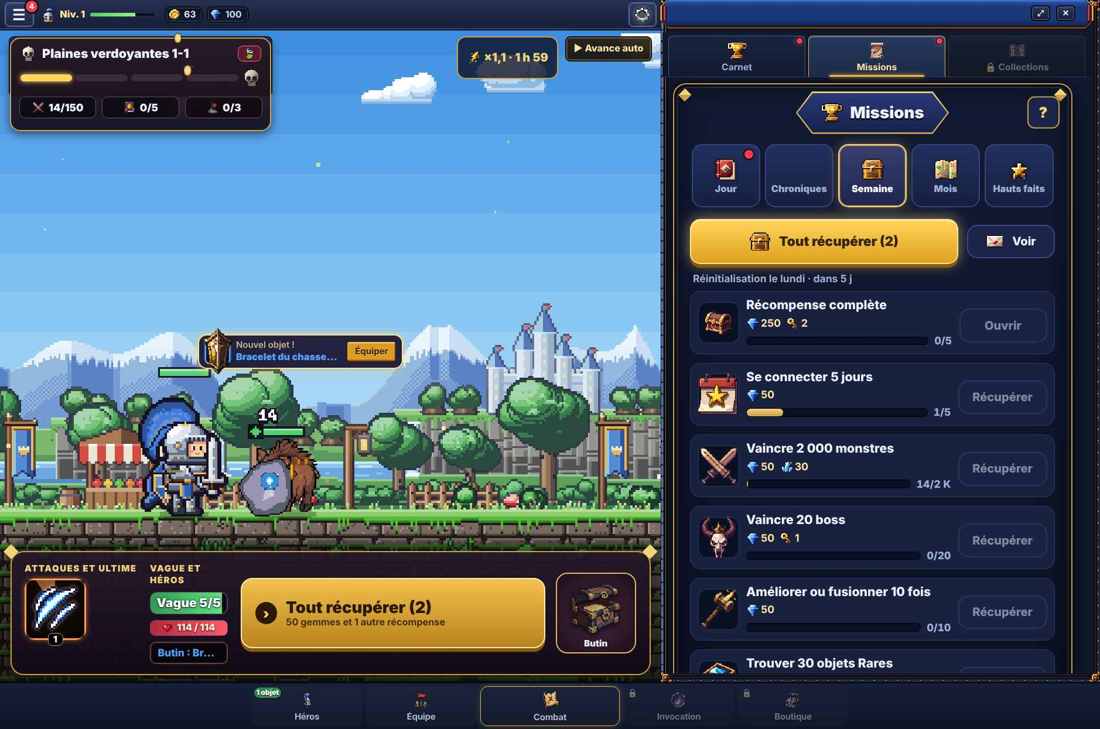 4
Niv. 1
63
100
Plaines verdoyantes 1-1
14/150
0/5
0/3
×1,1 · 1 h 59
Avance auto
Nouvel objet !
Bracelet du chasse...
Équiper
14
ATTAQUES ET ULTIME
1
VAGUE ET
HÉROS
Vague 5/5
114 / 114
Butin : Br...
Tout récupérer (2)
50 gemmes et 1 autre récompense
Butin
1 objet
Héros
Équipe
Combat
Invocation
Boutique
Carnet
Missions
Collections
Missions
?
Jour
Chroniques
Semaine
Mois
Hauts faits
Tout récupérer (2)
Voir
Réinitialisation le lundi · dans 5 j
Récompense complète
250 2
0/5
Ouvrir
Se connecter 5 jours
50
1/5
Récupérer
Vaincre 2 000 monstres
50 30
14/2 K
Récupérer
Vaincre 20 boss
50 1
0/20
Récupérer
Améliorer ou fusionner 10 fois
50
0/10
Récupérer
Trouver 30 objets Rares